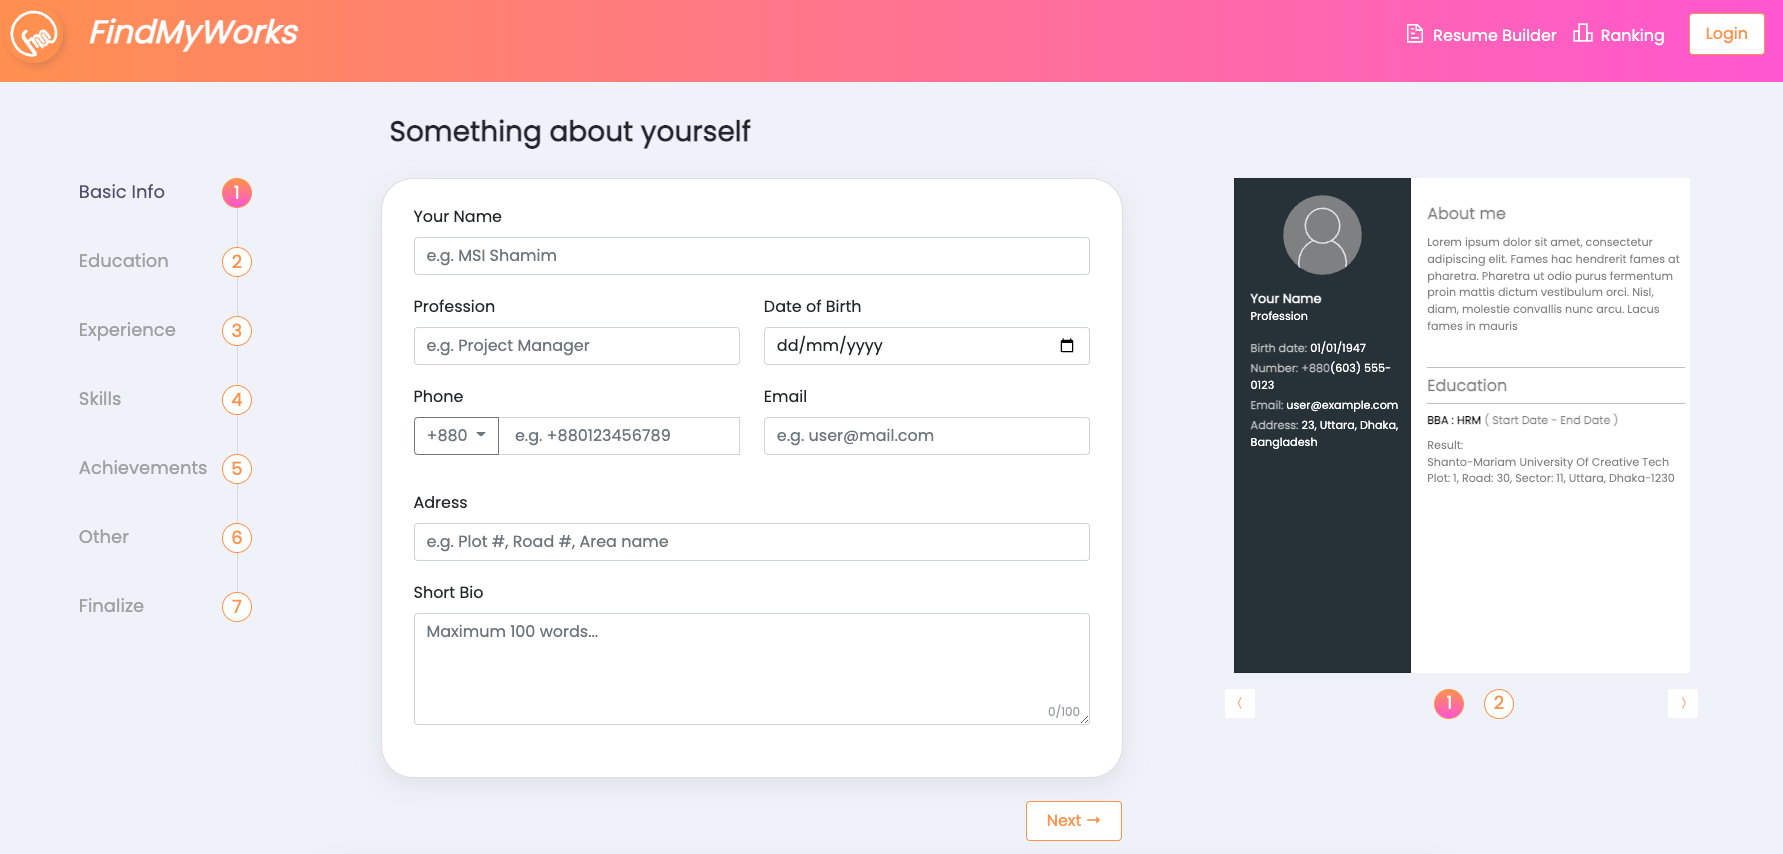 FindMyWorks
Resume Builder
Ranking
Login
Something about yourself
Basic Info 1
Education 2
Experience 3
Skills 4
Achievements 5
Other 6
Finalize 7
Your Name
e.g. MSI Shamim
Profession
e.g. Project Manager
Date of Birth
dd/mm/yyyy
Phone
+880 e.g. +880123456789
Email
e.g. user@mail.com
Adress
e.g. Plot #, Road #, Area name
Short Bio
Maximum 100 words...
0/100
Next →
Your Name
Profession
Birth date: 01/01/1947
Number: +880(603) 555-
0123
Email: user@example.com
Address: 23, Uttara, Dhaka,
Bangladesh
About me
Lorem ipsum dolor sit amet, consectetur
adipiscing elit. Fames hac hendrerit fames at
pharetra. Pharetra ut odio purus fermentum
proin mattis dictum vestibulum orci. Nisl,
diam, molestie convallis nunc arcu. Lacus
fames in mauris
Education
BBA : HRM ( Start Date - End Date )
Result:
Shanto-Mariam University Of Creative Tech
Plot: 1, Road: 30, Sector: 11, Uttara, Dhaka-1230
1 2